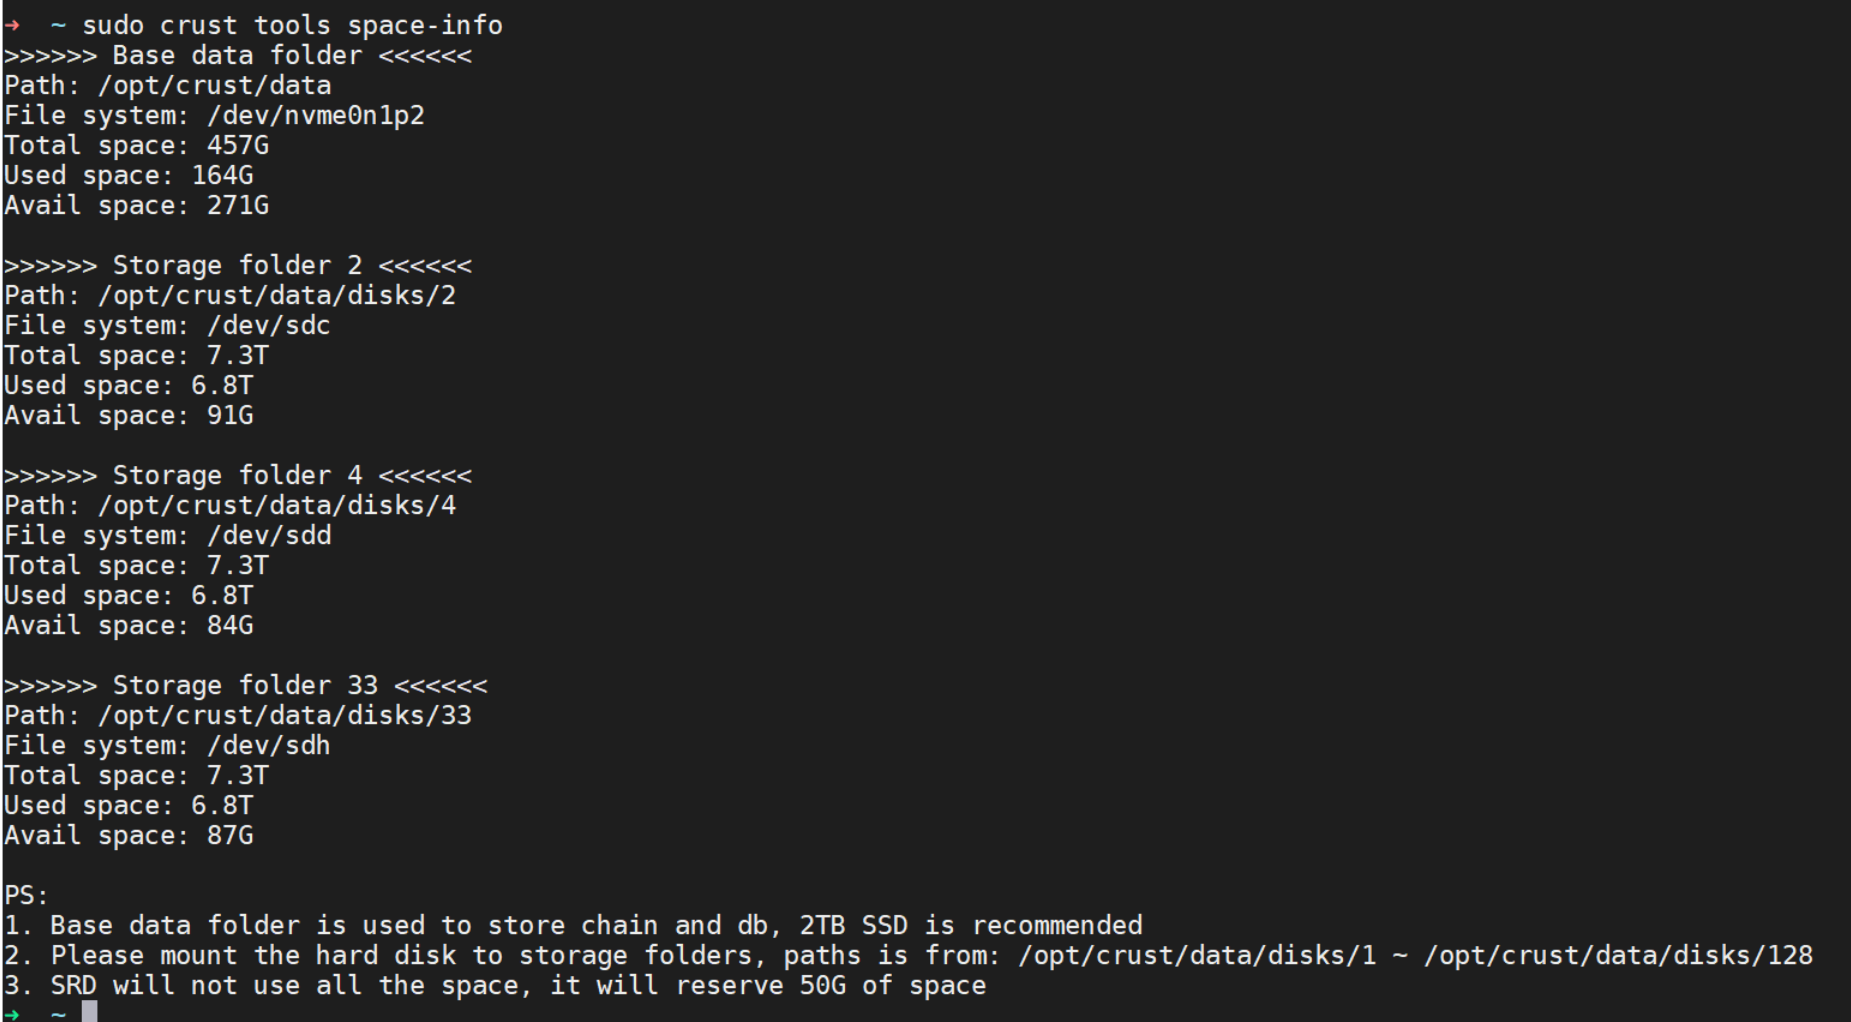 → ~ sudo crust tools space-info
>>>>>> Base data folder <<<<<<
Path: /opt/crust/data
File system: /dev/nvme0n1p2
Total space: 457G
Used space: 164G
Avail space: 271G

>>>>>> Storage folder 2 <<<<<<
Path: /opt/crust/data/disks/2
File system: /dev/sdc
Total space: 7.3T
Used space: 6.8T
Avail space: 91G

>>>>>> Storage folder 4 <<<<<<
Path: /opt/crust/data/disks/4
File system: /dev/sdd
Total space: 7.3T
Used space: 6.8T
Avail space: 84G

>>>>>> Storage folder 33 <<<<<<
Path: /opt/crust/data/disks/33
File system: /dev/sdh
Total space: 7.3T
Used space: 6.8T
Avail space: 87G

PS:
1. Base data folder is used to store chain and db, 2TB SSD is recommended
2. Please mount the hard disk to storage folders, paths is from: /opt/crust/data/disks/1 ~ /opt/crust/data/disks/128
3. SRD will not use all the space, it will reserve 50G of space
→ ~